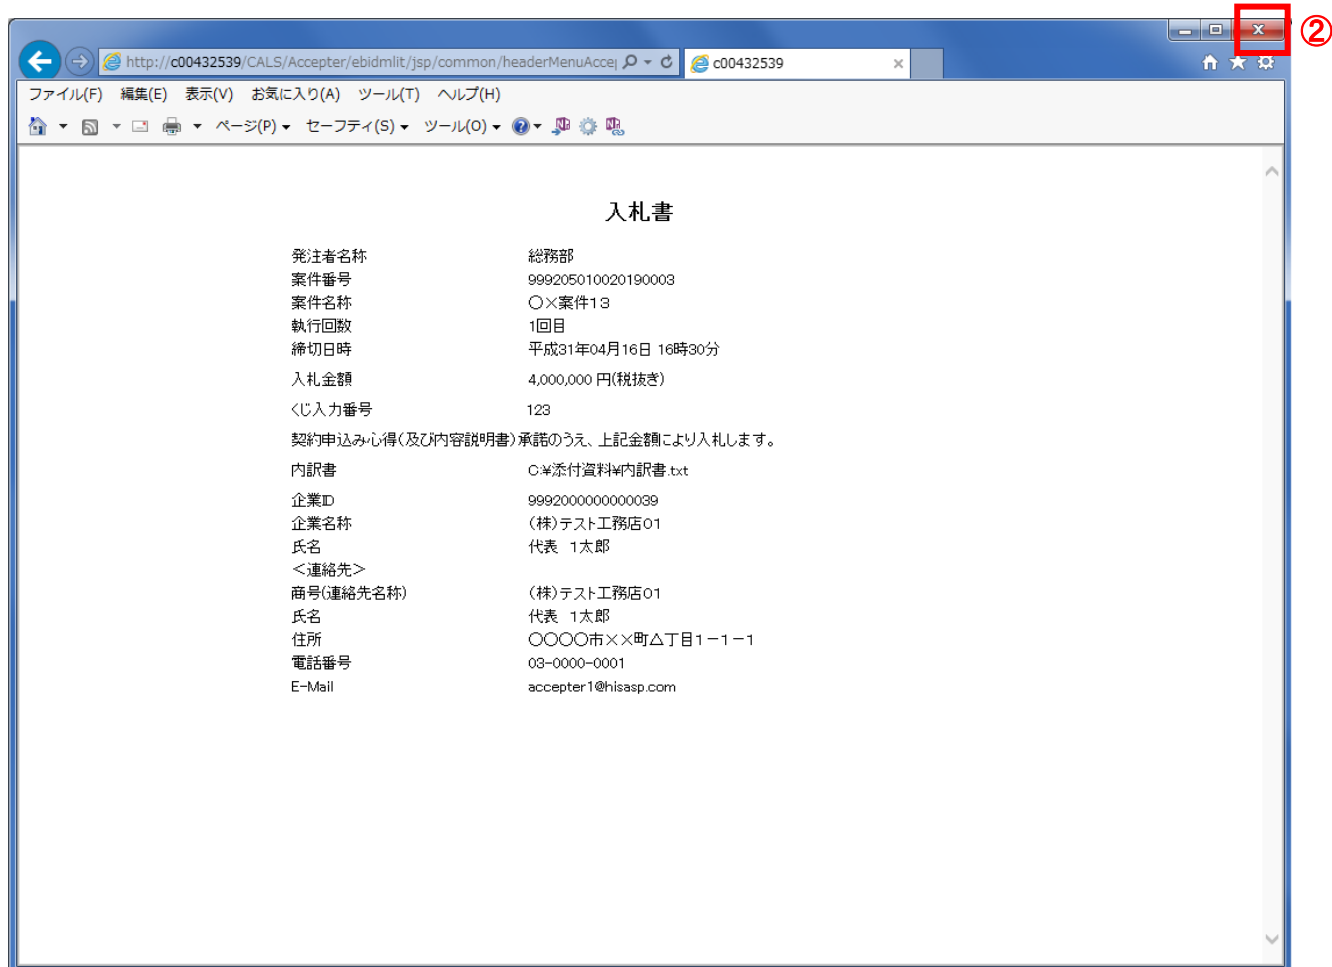 ②
http://c00432539/CALS/Accepter/ebidmlit/jsp/common/headerMenuAccep
c00432539
ファイル(F) 編集(E) 表示(V) お気に入り(A) ツール(T) ヘルプ(H)
ページ(P) セーフティ(S) ツール(O)
入札書
発注者名称 総務部
案件番号 999205010020190003
案件名称 〇×案件13
執行回数 1回目
締切日時 平成31年04月16日 16時30分
入札金額 4,000,000 円(税抜き)
くじ入力番号 123
契約申込み心得(及び内容説明書)承諾のうえ、上記金額により入札します。
内訳書 C:¥添付資料¥内訳書.txt
企業ID 9992000000000039
企業名称 (株)テスト工務店01
氏名 代表 1太郎
<連絡先>
商号(連絡先名称) (株)テスト工務店01
氏名 代表 1太郎
住所 〇〇〇〇市××町△丁目1-1-1
電話番号 03-0000-0001
E-Mail accepter1@hisasp.com